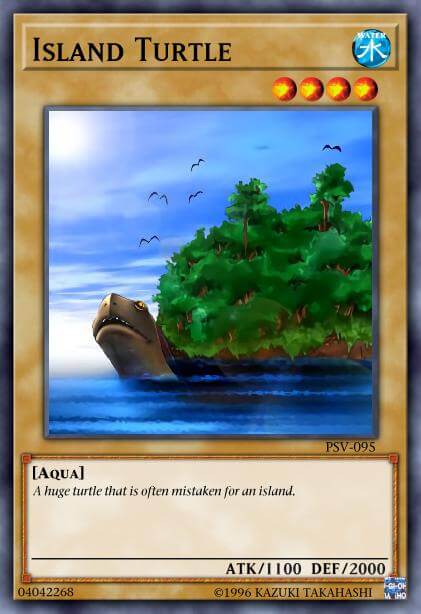 ISLAND TURTLE
WATER
水
PSV-095
[AQUA]
A huge turtle that is often mistaken for an island.
ATK/1100 DEF/2000
04042268
©1996 KAZUKI TAKAHASHI